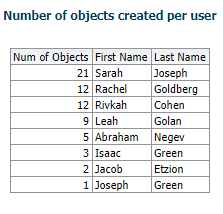 Number of objects created per user
Num of Objects First Name Last Name
21 Sarah Joseph
12 Rachel Goldberg
12 Rivkah Cohen
9 Leah Golan
5 Abraham Negev
3 Isaac Green
2 Jacob Etzion
1 Joseph Green